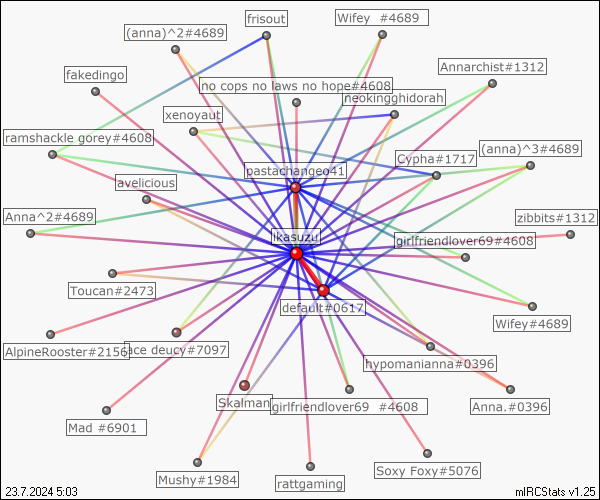 frisout
Wifey #4689
(anna)^2#4689
Annarchist#1312
fakedingo
no cops no laws no hope#4608
neokingghidorah
xenoyaut
ramshackle gorey#4608
(anna)^3#4689
Cypha#1717
pastachangeo41
avelicious
Anna^2#4689
zibbits#1312
ikasuzu
girlfriendlover69#4608
Toucan#2473
default#0617
Wifey#4689
AlpineRooster#2156
ace deucy#7097
hypomanianna#0396
Skalman
girlfriendlover69 #4608
Anna.#0396
Mad #6901
Soxy Foxy#5076
Mushy#1984
rattgaming
23.7.2024 5:03
mIRCStats v1.25